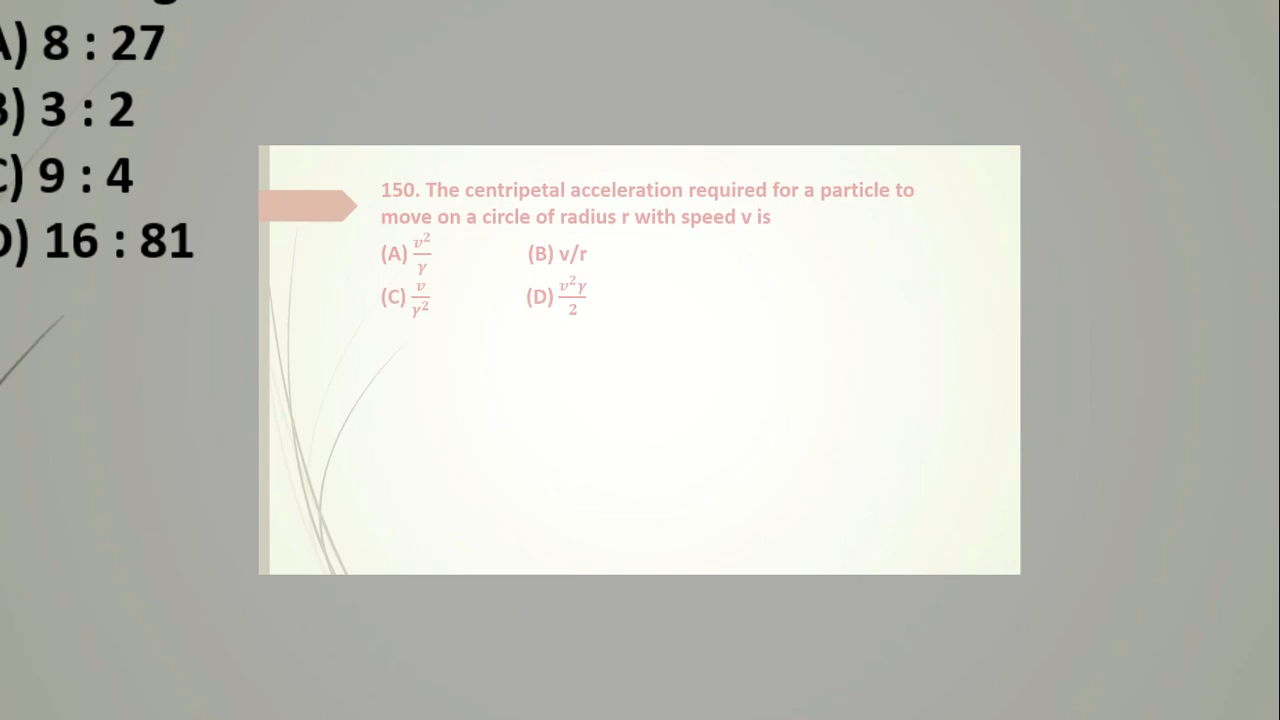 A) 8 : 27
B) 3 : 2
C) 9 : 4
D) 16 : 81
150. The centripetal acceleration required for a particle to
move on a circle of radius r with speed v is
(A) v²/γ (B) v/r
(C) v/γ² (D) v²γ/2